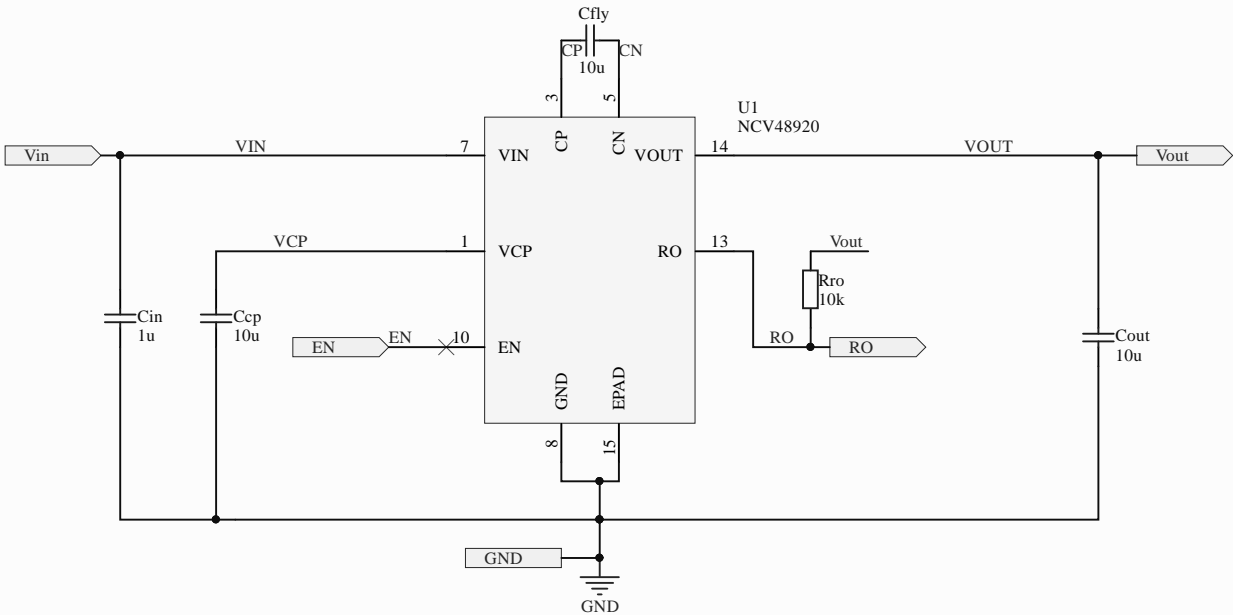 Cfly
CP CN
10u
3 5
U1
NCV48920
CP CN
Vin VIN 7 VIN VOUT 14 VOUT Vout
VCP 1 VCP RO 13 Vout
Rro
10k
Cin Ccp
1u 10u
EN EN 10 EN RO RO
Cout
10u
GND EPAD
8 15
GND
GND